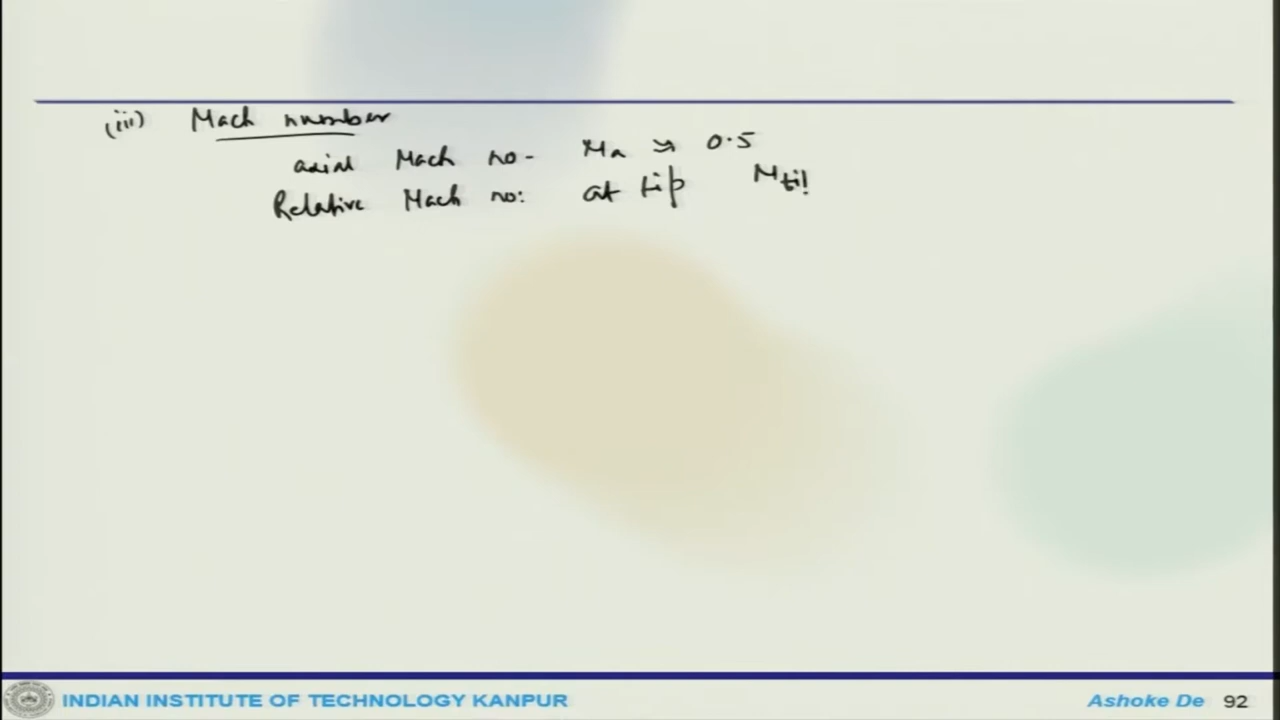 (iii) Mach number
axial Mach no- Ma ≈ 0.5
Relative Mach no: at tip Mti
INDIAN INSTITUTE OF TECHNOLOGY KANPUR
Ashoke De 92